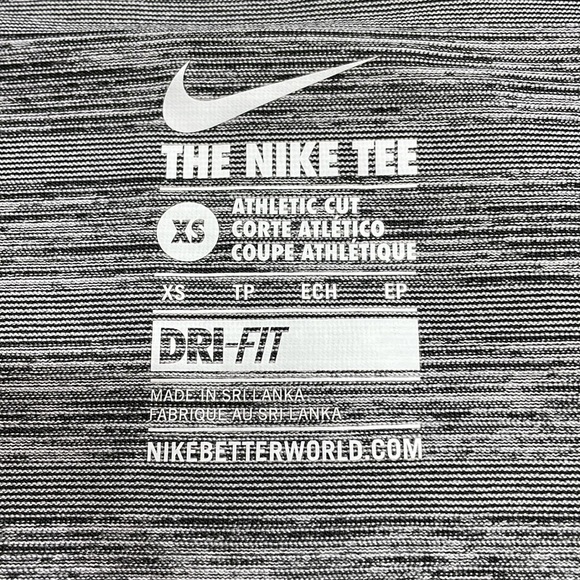 THE NIKE TEE
XS
ATHLETIC CUT
CORTE ATLÉTICO
COUPE ATHLÉTIQUE
XS TP ECH EP
DRI-FIT
MADE IN SRI LANKA
FABRIQUE AU SRI LANKA
NIKEBETTERWORLD.COM